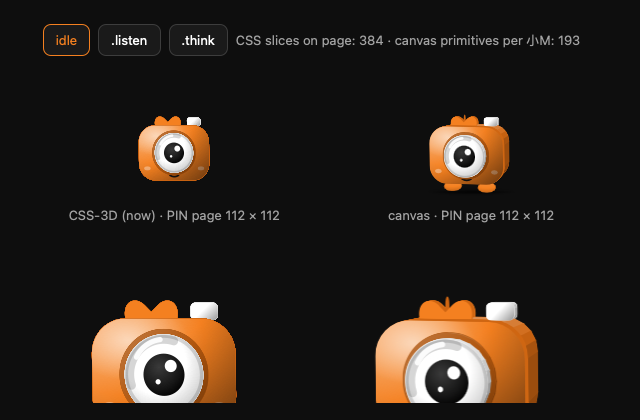 idle .listen .think CSS slices on page: 384 · canvas primitives per 小M: 193
CSS-3D (now) · PIN page 112 × 112
canvas · PIN page 112 × 112